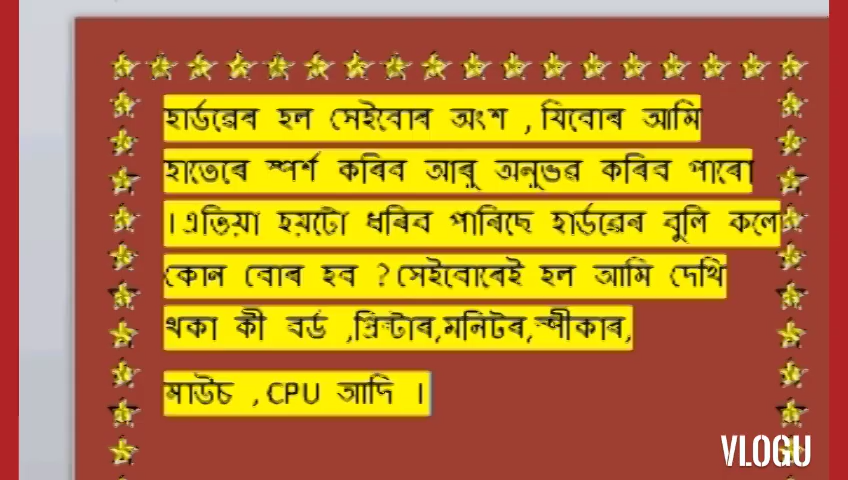 হাৰ্ডৱেৰ হল সেইবোৰ অংশ , যিবোৰ আমি
হাতেৰে স্পৰ্শ কৰিব আৰু অনুভৱ কৰিব পাৰো
। এতিয়া হয়টো ধৰিব পাৰিছে হাৰ্ডৱেৰ বুলি কলে
কোন বোৰ হব ? সেইবোৰেই হল আমি দেখি
থকা কী বৰ্ড ,প্ৰিন্টাৰ,মনিটৰ,স্পীকাৰ,
মাউচ , CPU আদি ।
VLOGU